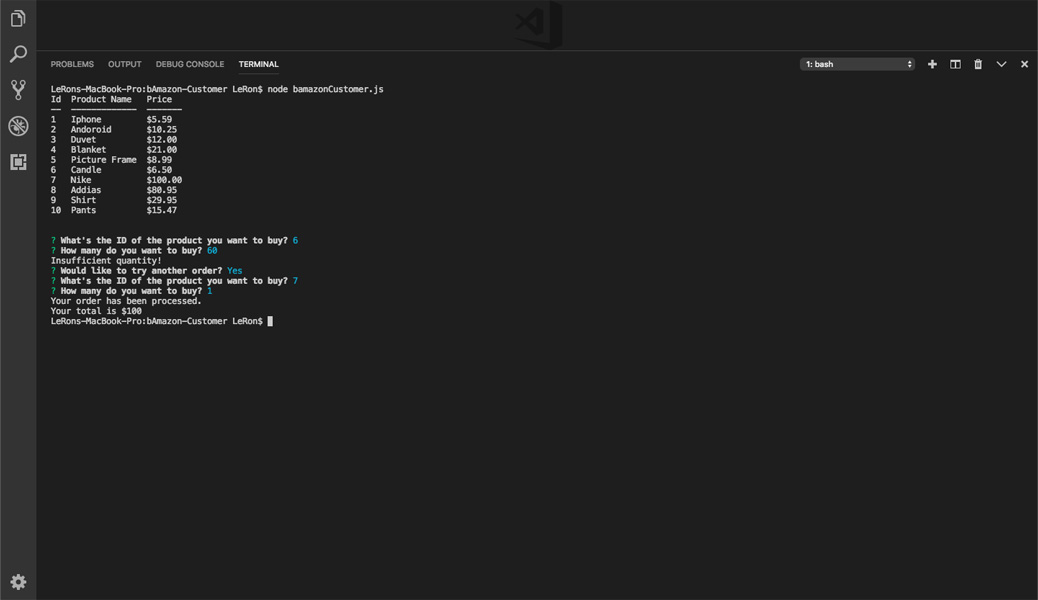 PROBLEMS OUTPUT DEBUG CONSOLE TERMINAL 1: bash
LeRons-MacBook-Pro:bAmazon-Customer LeRon$ node bamazonCustomer.js
Id  Product Name   Price
--  -------------  -------
1   Iphone         $5.59
2   Andoroid       $10.25
3   Duvet          $12.00
4   Blanket        $21.00
5   Picture Frame  $8.99
6   Candle         $6.50
7   Nike           $100.00
8   Addias         $80.95
9   Shirt          $29.95
10  Pants          $15.47
? What's the ID of the product you want to buy? 6
? How many do you want to buy? 60
Insufficient quantity!
? Would like to try another order? Yes
? What's the ID of the product you want to buy? 7
? How many do you want to buy? 1
Your order has been processed.
Your total is $100
LeRons-MacBook-Pro:bAmazon-Customer LeRon$